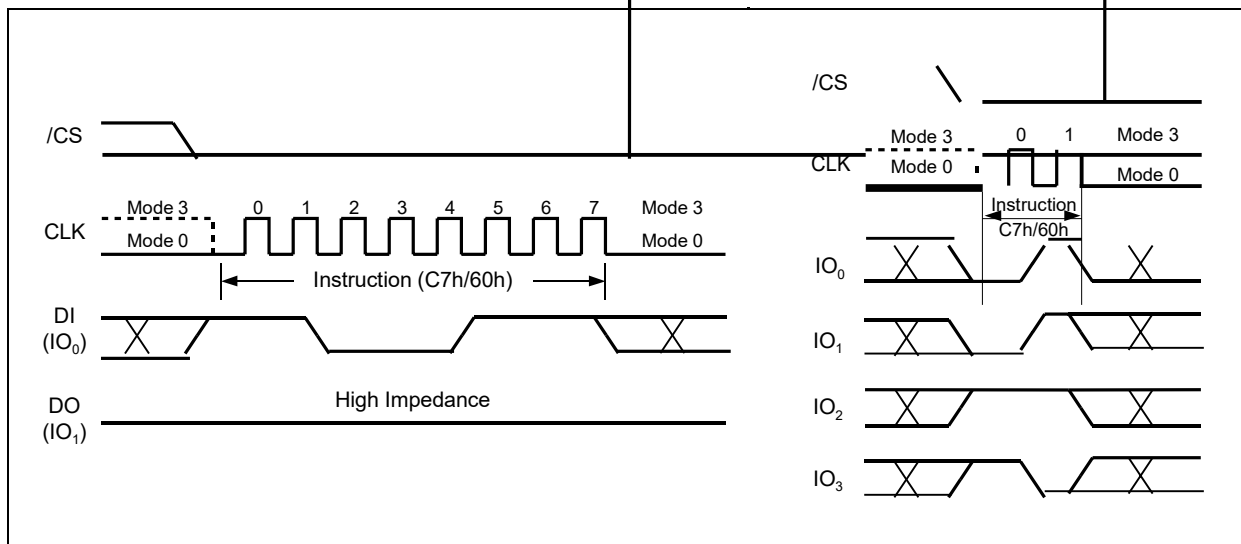 /CS
CLK
Mode 3
Mode 0
0 1 2 3 4 5 6 7
Mode 3
Mode 0
Instruction (C7h/60h)
DI
(IO₀)
DO
(IO₁)
High Impedance
/CS
CLK
Mode 3
Mode 0
0 1
Mode 3
Mode 0
Instruction
C7h/60h
IO₀
IO₁
IO₂
IO₃